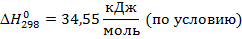 ΔH⁰₂₉₈ = 34,55 кДж/моль (по условию)